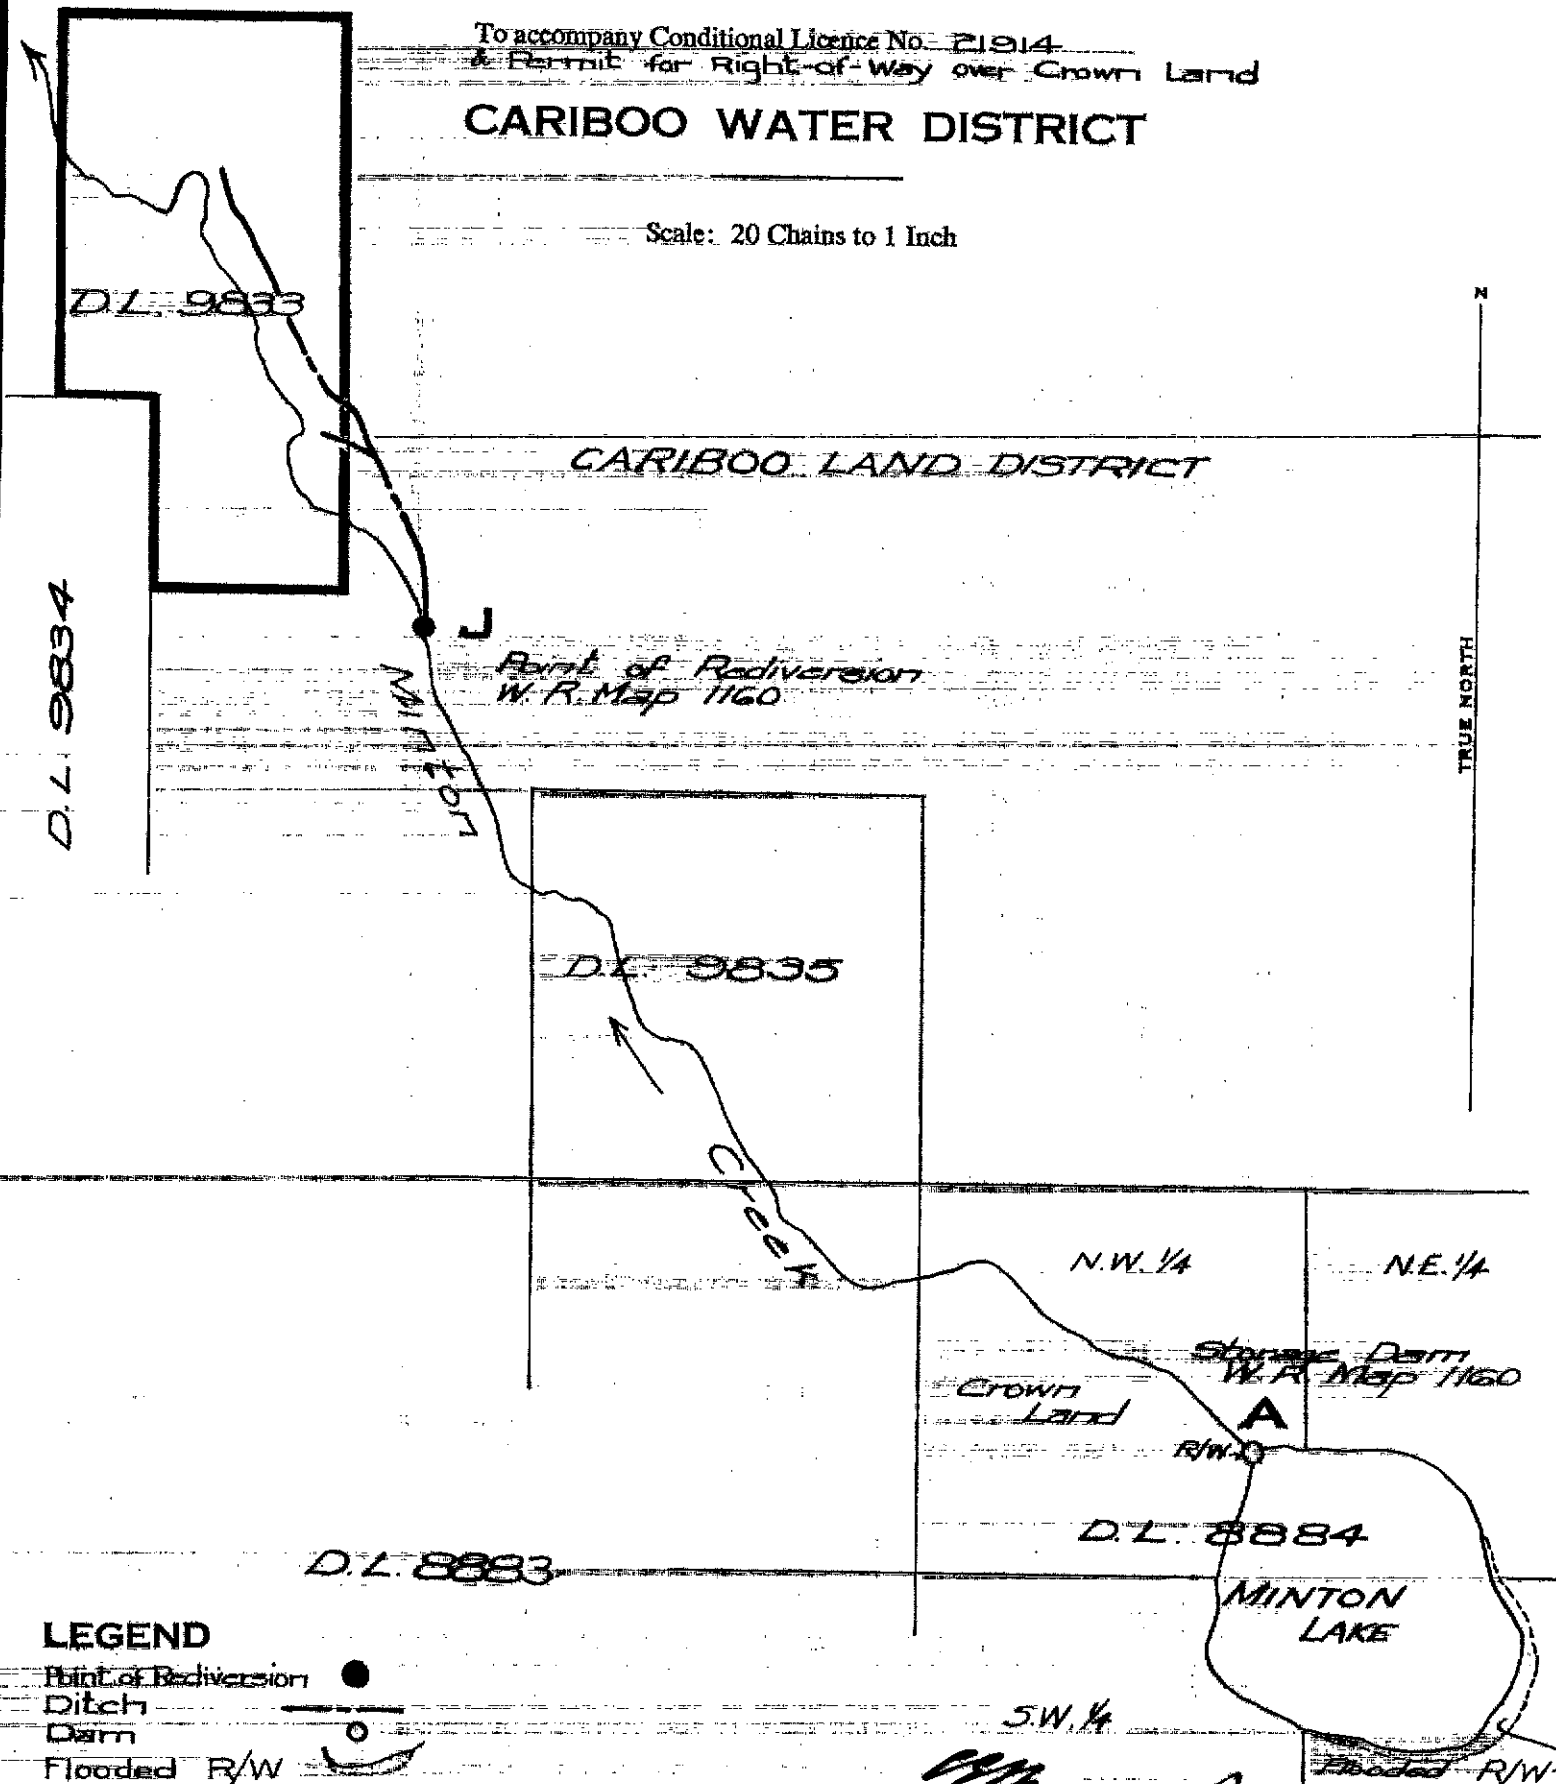 To accompany Conditional Licence No. 21914
& Permit for Right-of-Way over Crown Land
CARIBOO WATER DISTRICT
Scale: 20 Chains to 1 Inch
D.L. 9833
N
TRUE NORTH
CARIBOO LAND DISTRICT
D.L. 9834
J
Point of Rediversion
W.R. Map 1160
Minton
Creek
D.L. 9835
N.W. 1/4
N.E. 1/4
Storage Dam
W.R. Map 1160
Crown
Land
A
R/W
D.L. 8884
D.L. 8883
MINTON
LAKE
S.W. 1/4
Flooded R/W
LEGEND
Point of Rediversion
Ditch
Dam
Flooded R/W